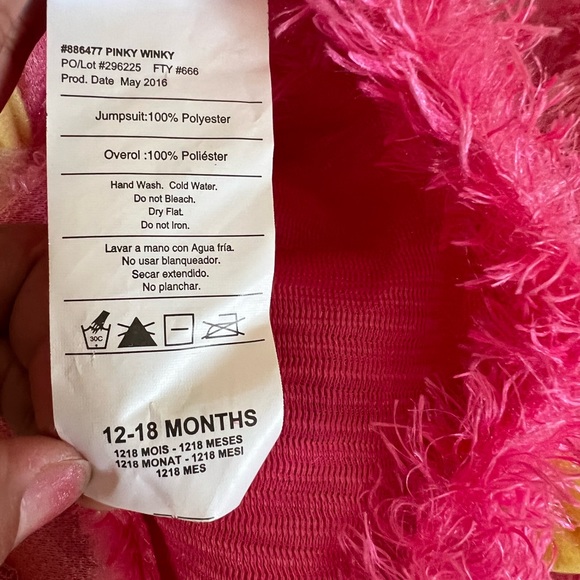 #886477 PINKY WINKY
PO/Lot #296225 FTY #666
Prod. Date May 2016
Jumpsuit:100% Polyester
Overol :100% Poliéster
Hand Wash. Cold Water.
Do not Bleach.
Dry Flat.
Do not Iron.
Lavar a mano con Agua fría.
No usar blanqueador.
Secar extendido.
No planchar.
30C
12-18 MONTHS
1218 MOIS - 1218 MESES
1218 MONAT - 1218 MESI
1218 MES